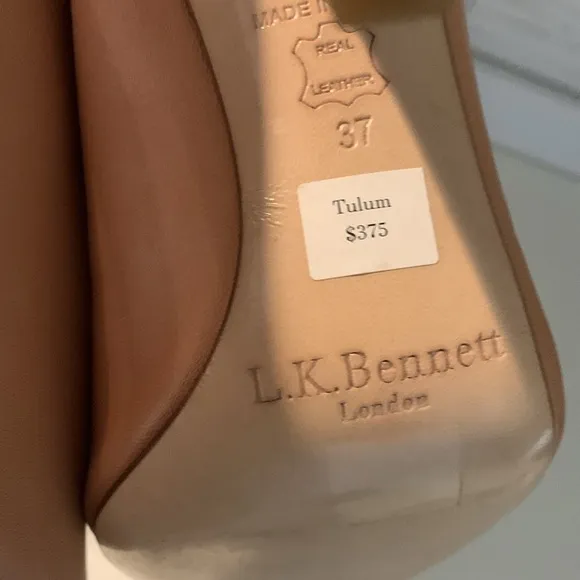 MADE IN
REAL
LEATHER
37
Tulum
$375
L.K.Bennett
London